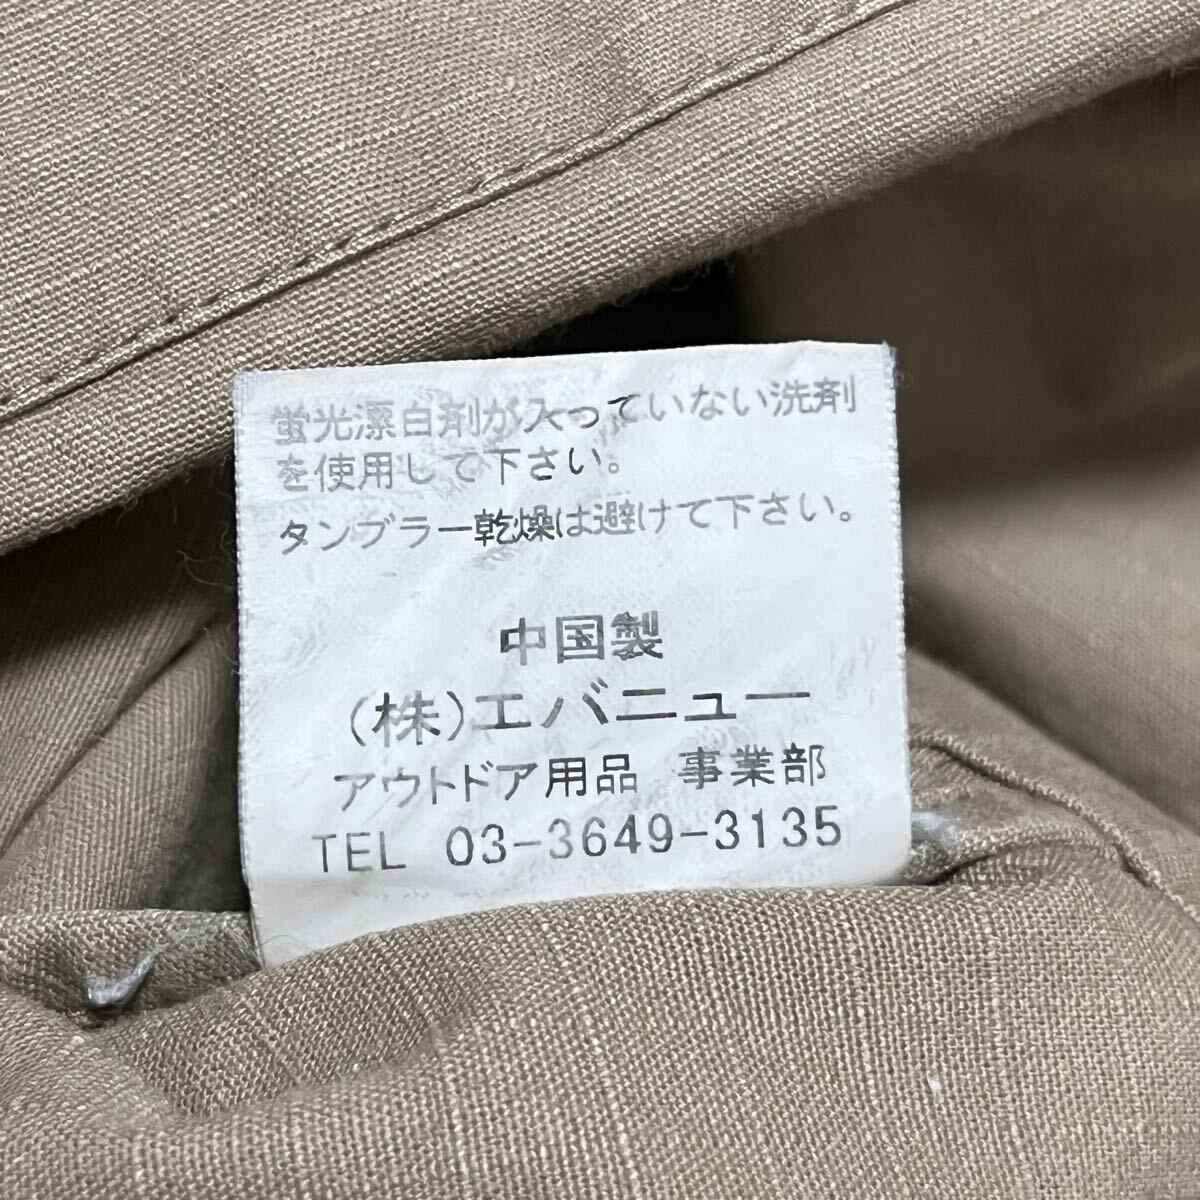 蛍光漂白剤が入っていない洗剤
を使用して下さい。
タンブラー乾燥は避けて下さい。
中国製
(株)エバニュー
アウトドア用品 事業部
TEL 03-3649-3135